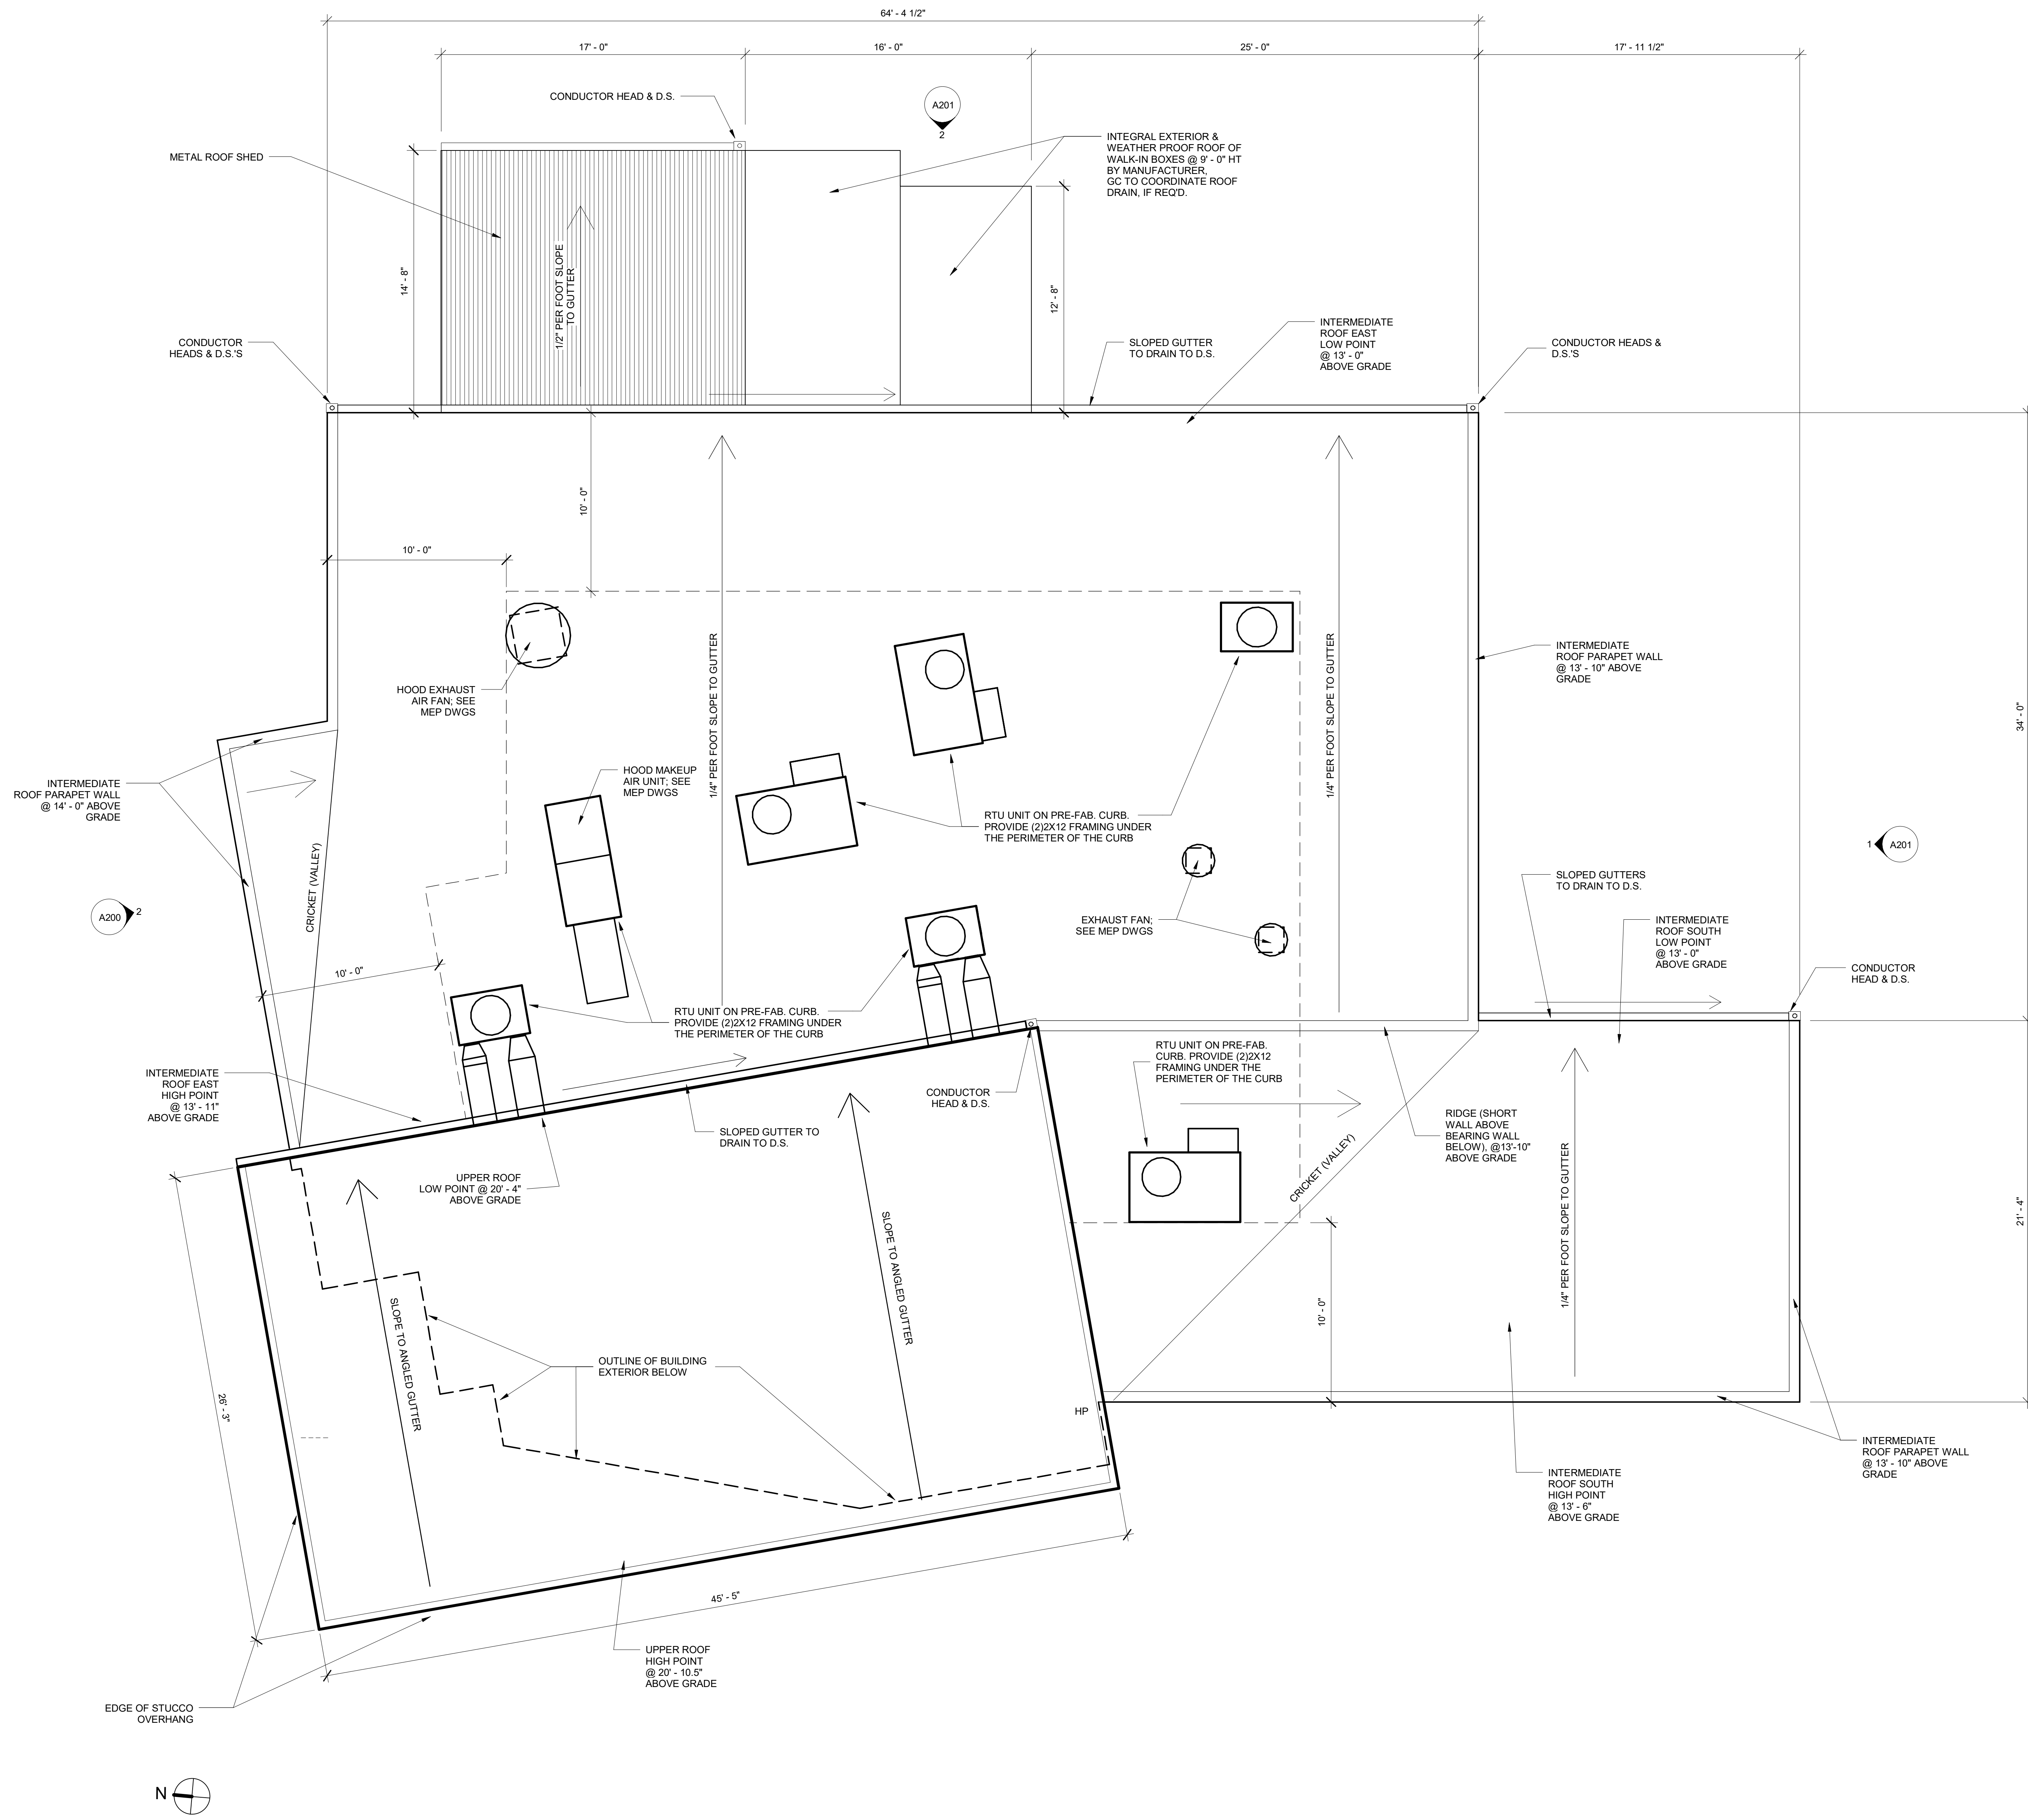 64' - 4 1/2"
17' - 0"
16' - 0"
25' - 0"
17' - 11 1/2"
CONDUCTOR HEAD & D.S.
A201
2
METAL ROOF SHED
INTEGRAL EXTERIOR &
WEATHER PROOF ROOF OF
WALK-IN BOXES @ 9' - 0" HT
BY MANUFACTURER,
GC TO COORDINATE ROOF
DRAIN, IF REQ'D.
14' - 8"
1/2" PER FOOT SLOPE
TO GUTTER
12' - 8"
CONDUCTOR
HEADS & D.S.'S
SLOPED GUTTER
TO DRAIN TO D.S.
INTERMEDIATE
ROOF EAST
LOW POINT
@ 13' - 0"
ABOVE GRADE
CONDUCTOR HEADS &
D.S.'S
10' - 0"
10' - 0"
1/4" PER FOOT SLOPE TO GUTTER
1/4" PER FOOT SLOPE TO GUTTER
INTERMEDIATE
ROOF PARAPET WALL
@ 13' - 10" ABOVE
GRADE
34' - 0"
HOOD EXHAUST
AIR FAN; SEE
MEP DWGS
HOOD MAKEUP
AIR UNIT; SEE
MEP DWGS
INTERMEDIATE
ROOF PARAPET WALL
@ 14' - 0" ABOVE
GRADE
RTU UNIT ON PRE-FAB. CURB.
PROVIDE (2)2X12 FRAMING UNDER
THE PERIMETER OF THE CURB
1
A201
CRICKET (VALLEY)
A200
2
EXHAUST FAN;
SEE MEP DWGS
SLOPED GUTTERS
TO DRAIN TO D.S.
INTERMEDIATE
ROOF SOUTH
LOW POINT
@ 13' - 0"
ABOVE GRADE
CONDUCTOR
HEAD & D.S.
10' - 0"
RTU UNIT ON PRE-FAB. CURB.
PROVIDE (2)2X12 FRAMING UNDER
THE PERIMETER OF THE CURB
RTU UNIT ON PRE-FAB.
CURB. PROVIDE (2)2X12
FRAMING UNDER THE
PERIMETER OF THE CURB
INTERMEDIATE
ROOF EAST
HIGH POINT
@ 13' - 11"
ABOVE GRADE
CONDUCTOR
HEAD & D.S.
SLOPED GUTTER TO
DRAIN TO D.S.
RIDGE (SHORT
WALL ABOVE
BEARING WALL
BELOW), @13'-10"
ABOVE GRADE
CRICKET (VALLEY)
UPPER ROOF
LOW POINT @ 20' - 4"
ABOVE GRADE
1/4" PER FOOT SLOPE TO GUTTER
21' - 4"
SLOPE TO ANGLED GUTTER
SLOPE TO ANGLED GUTTER
10' - 0"
OUTLINE OF BUILDING
EXTERIOR BELOW
26' - 3"
HP
INTERMEDIATE
ROOF PARAPET WALL
@ 13' - 10" ABOVE
GRADE
INTERMEDIATE
ROOF SOUTH
HIGH POINT
@ 13' - 6"
ABOVE GRADE
45' - 5"
UPPER ROOF
HIGH POINT
@ 20' - 10.5"
ABOVE GRADE
EDGE OF STUCCO
OVERHANG
N